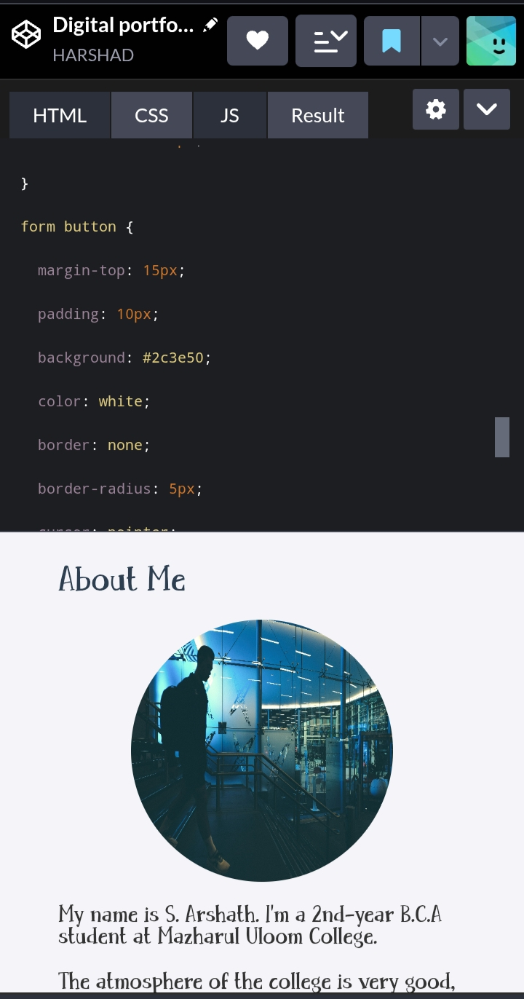 Digital portfo...
HARSHAD
HTML CSS JS Result
}
form button {
margin-top: 15px;
padding: 10px;
background: #2c3e50;
color: white;
border: none;
border-radius: 5px;
cursor: pointer;
About Me
My name is S. Arshath. I'm a 2nd-year B.C.A
student at Mazharul Uloom College.
The atmosphere of the college is very good,